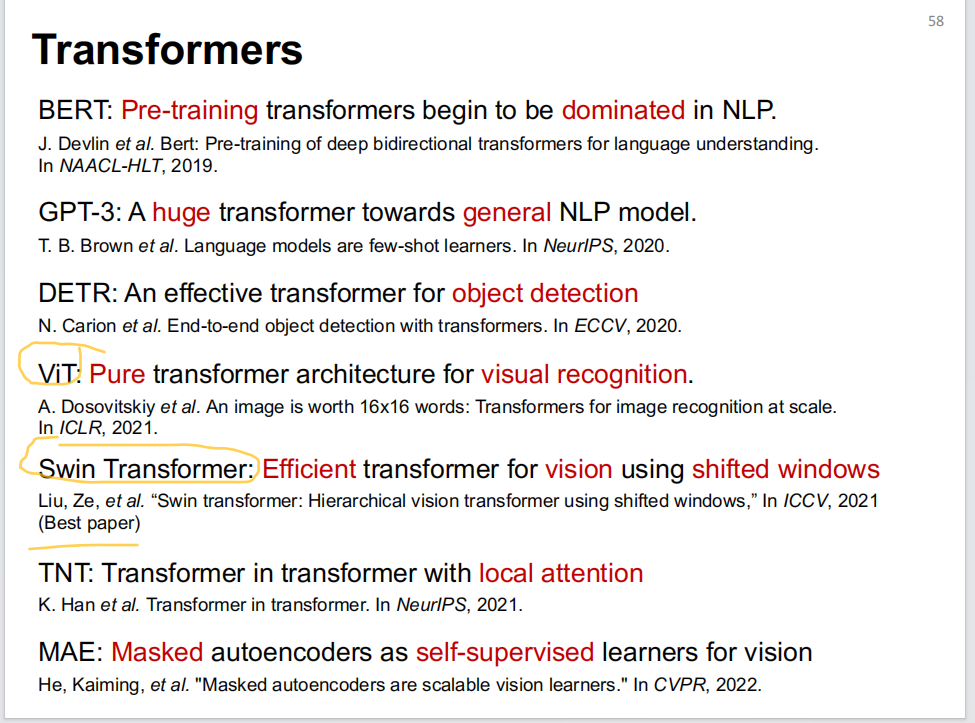 58
Transformers
BERT: Pre-training transformers begin to be dominated in NLP.
J. Devlin et al. Bert: Pre-training of deep bidirectional transformers for language understanding.
In NAACL-HLT, 2019.
GPT-3: A huge transformer towards general NLP model.
T. B. Brown et al. Language models are few-shot learners. In NeurIPS, 2020.
DETR: An effective transformer for object detection
N. Carion et al. End-to-end object detection with transformers. In ECCV, 2020.
ViT: Pure transformer architecture for visual recognition.
A. Dosovitskiy et al. An image is worth 16x16 words: Transformers for image recognition at scale.
In ICLR, 2021.
Swin Transformer: Efficient transformer for vision using shifted windows
Liu, Ze, et al. “Swin transformer: Hierarchical vision transformer using shifted windows,” In ICCV, 2021
(Best paper)
TNT: Transformer in transformer with local attention
K. Han et al. Transformer in transformer. In NeurIPS, 2021.
MAE: Masked autoencoders as self-supervised learners for vision
He, Kaiming, et al. "Masked autoencoders are scalable vision learners." In CVPR, 2022.